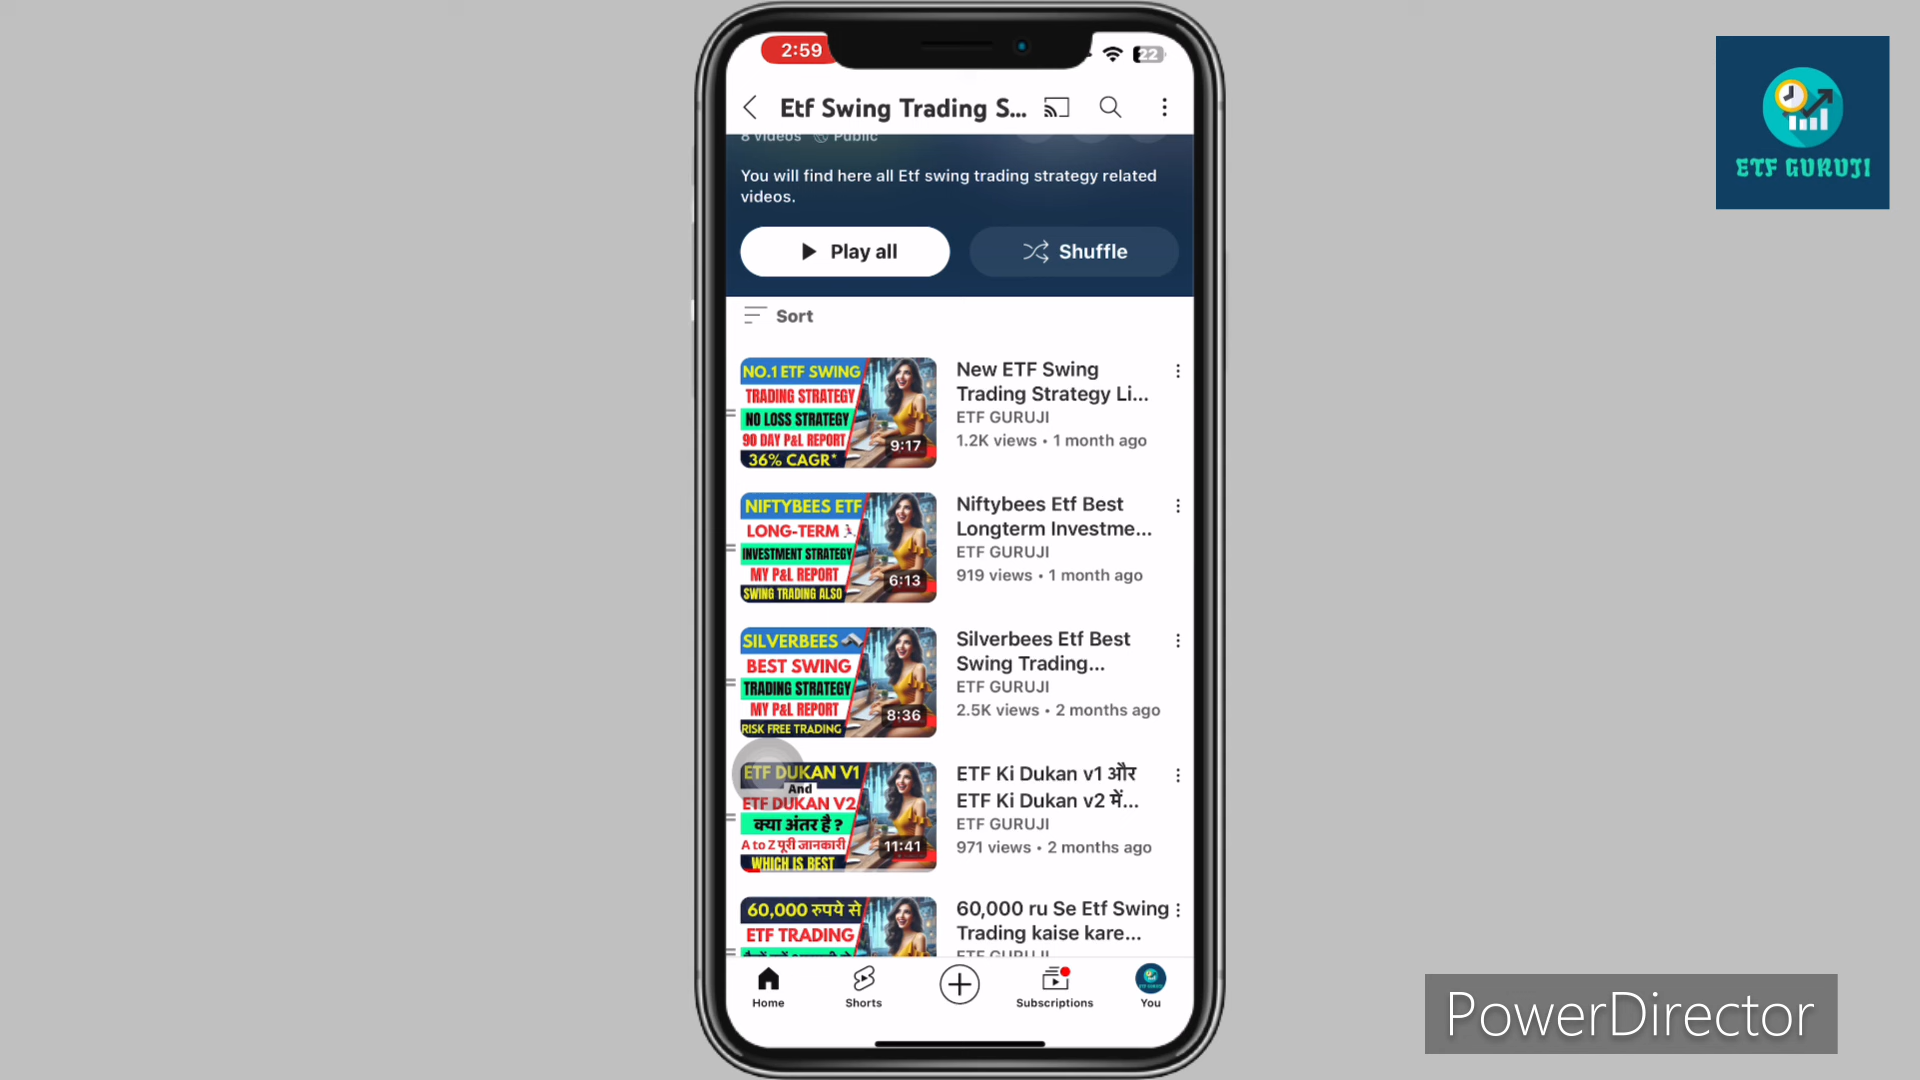 2:59
22
Etf Swing Trading S...
8 videos Public
You will find here all Etf swing trading strategy related
videos.
Play all
Shuffle
Sort
NO.1 ETF SWING
TRADING STRATEGY
NO LOSS STRATEGY
90 DAY P&L REPORT
36% CAGR*
9:17
New ETF Swing
Trading Strategy Li...
ETF GURUJI
1.2K views • 1 month ago
NIFTYBEES ETF
LONG-TERM
INVESTMENT STRATEGY
MY P&L REPORT
SWING TRADING ALSO
6:13
Niftybees Etf Best
Longterm Investme...
ETF GURUJI
919 views • 1 month ago
SILVERBEES
BEST SWING
TRADING STRATEGY
MY P&L REPORT
RISK FREE TRADING
8:36
Silverbees Etf Best
Swing Trading...
ETF GURUJI
2.5K views • 2 months ago
ETF DUKAN V1
And
ETF DUKAN V2
क्या अंतर है ?
A to Z पूरी जानकारी
WHICH IS BEST
11:41
ETF Ki Dukan v1 और
ETF Ki Dukan v2 में...
ETF GURUJI
971 views • 2 months ago
60,000 रुपये से
ETF TRADING
60,000 ru Se Etf Swing
Trading kaise kare...
ETF GURUJI
Home
Shorts
Subscriptions
You
ETF GURUJI
PowerDirector